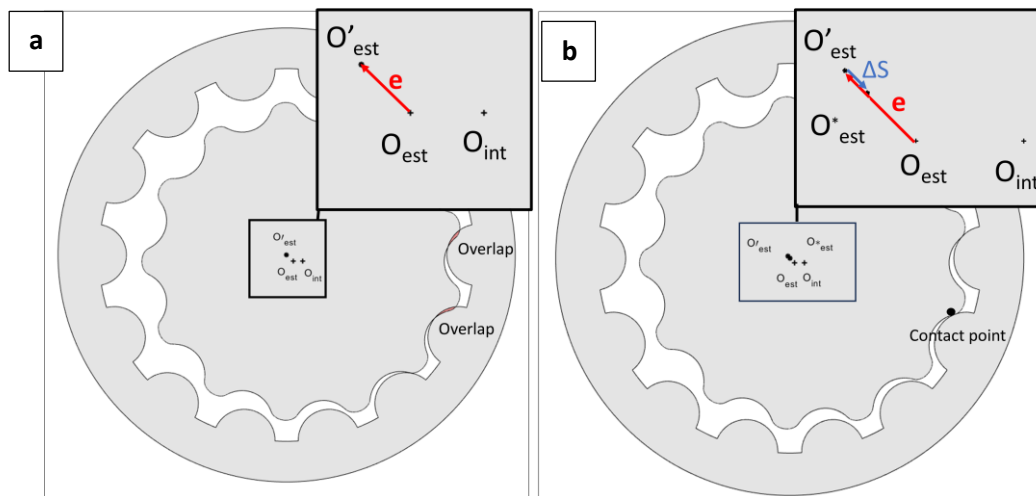 a
O'est
e
Oest
Oint
O'est
Oest Oint
Overlap
Overlap
b
O'est
ΔS
e
O*est
Oest
Oint
O'est O*est
Oest Oint
Contact point